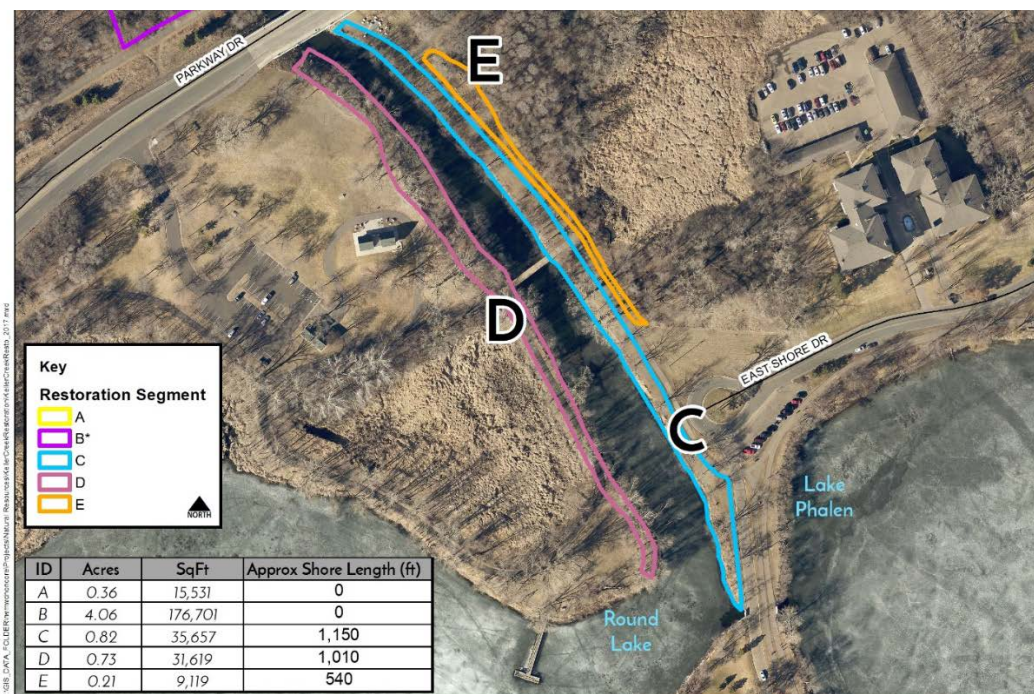 PARKWAY DR
E
D
EAST SHORE DR
C
Lake
Phalen
Round
Lake
Key
Restoration Segment
A
B*
C
D
E
NORTH
ID Acres SqFt Approx Shore Length (ft)
A 0.36 15,531 0
B 4.06 176,701 0
C 0.82 35,657 1,150
D 0.73 31,619 1,010
E 0.21 9,119 540